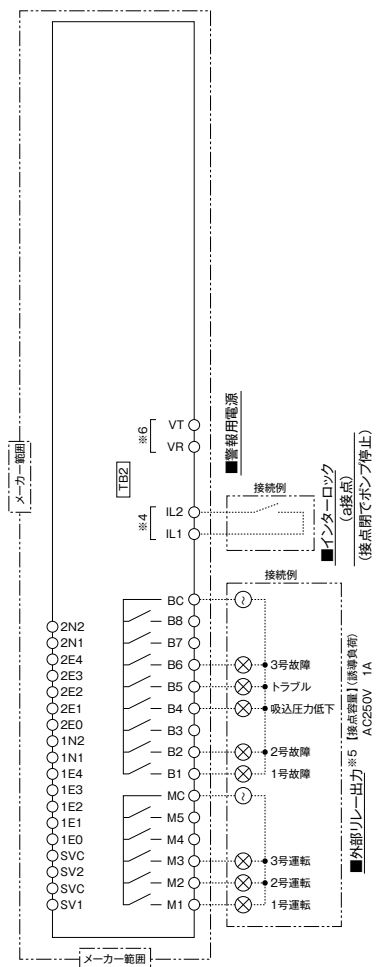 メーカー範囲
TB2
※6
VT
VR
■警報用電源
※4
IL2
IL1
接続例
■インターロック
(a接点)
(接点閉でポンプ停止)
接続例
BC
B8
B7
B6
3号故障
B5
トラブル
B4
吸込圧力低下
B3
B2
2号故障
B1
1号故障
MC
M5
M4
M3
3号運転
M2
2号運転
M1
1号運転
■外部リレー出力 ※5 【接点容量】(誘導負荷)
AC250V 1A
2N2
2N1
2E4
2E3
2E2
2E1
2E0
1N2
1N1
1E4
1E3
1E2
1E1
1E0
SVC
SV2
SVC
SV1
メーカー範囲